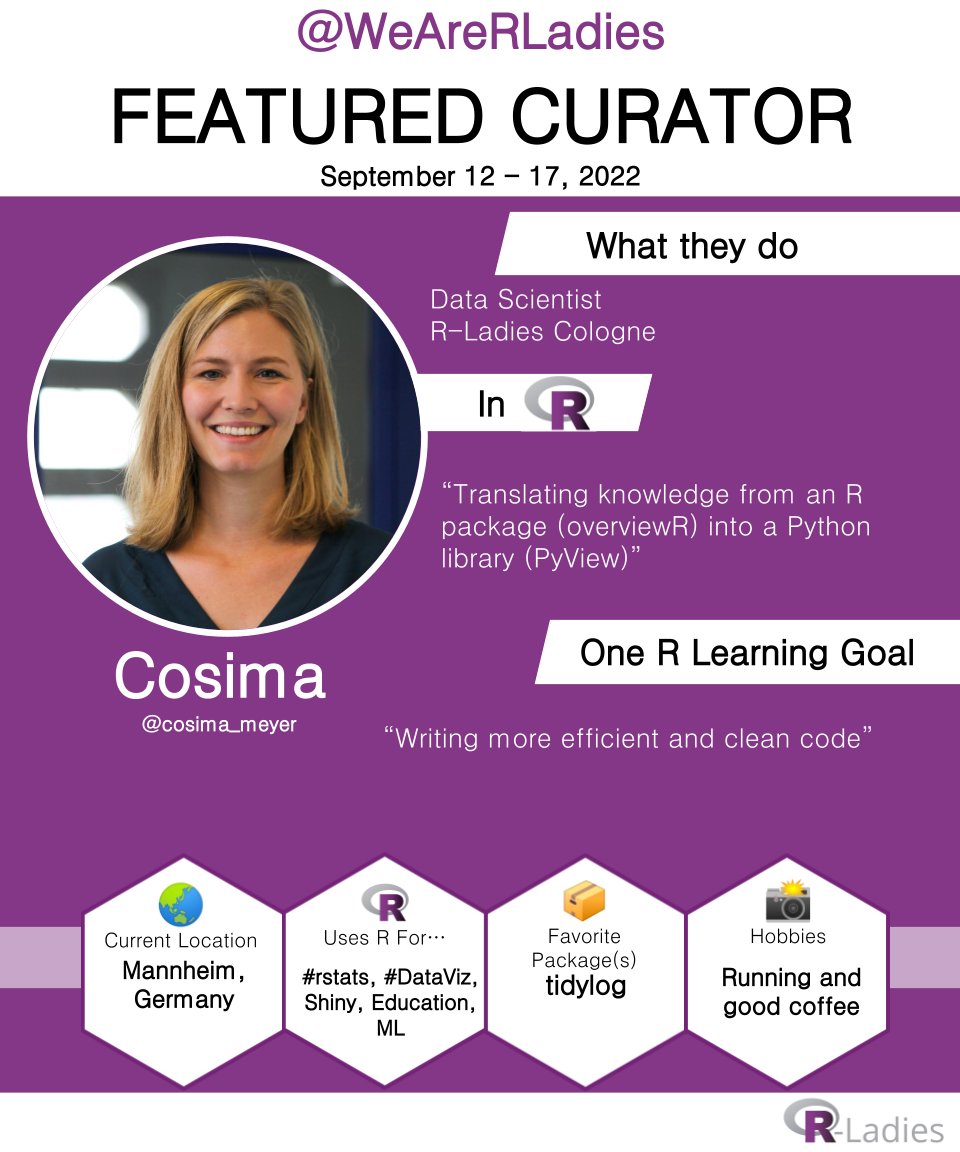 @WeAreRLadies
FEATURED CURATOR
September 12 – 17, 2022
What they do
Data Scientist
R-Ladies Cologne
In R
“Translating knowledge from an R
package (overviewR) into a Python
library (PyView)”
Cosima
@cosima_meyer
One R Learning Goal
“Writing more efficient and clean code”
Current Location
Mannheim,
Germany
Uses R For…
#rstats, #DataViz,
Shiny, Education,
ML
Favorite
Package(s)
tidylog
Hobbies
Running and
good coffee
R-Ladies